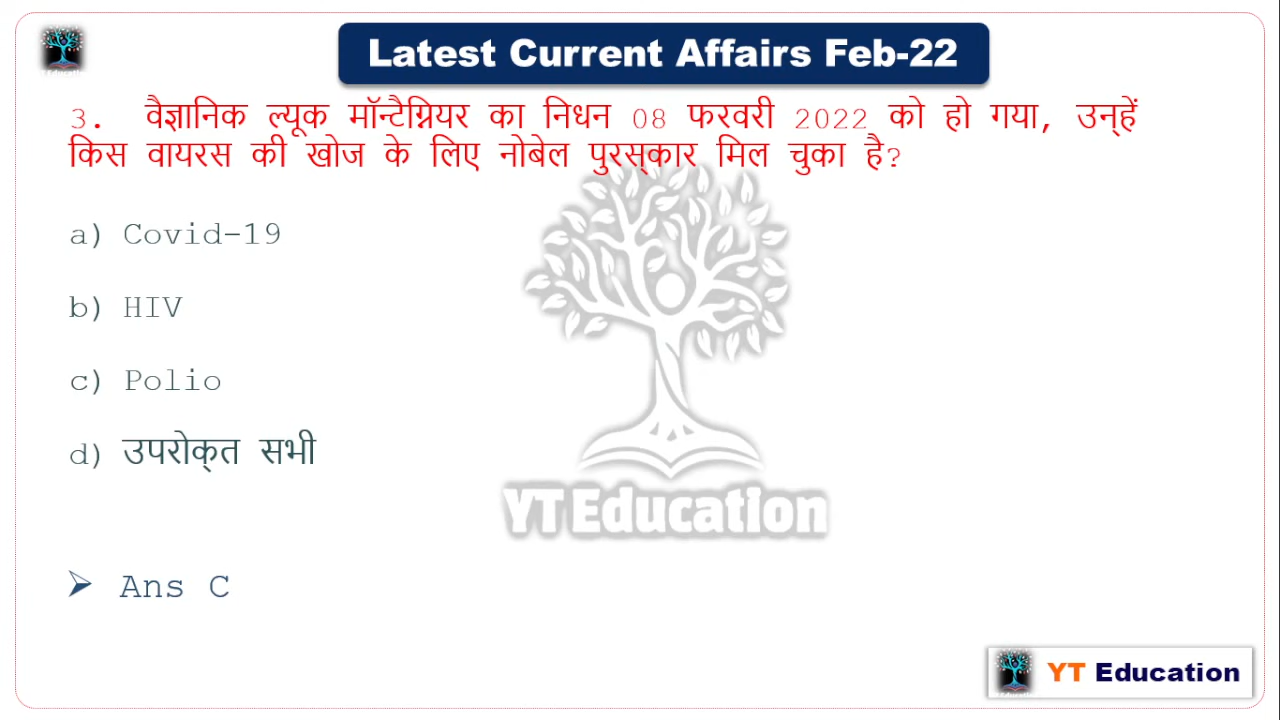 Latest Current Affairs Feb-22
3. वैज्ञानिक ल्यूक मॉन्टैग्नियर का निधन 08 फरवरी 2022 को हो गया, उन्हें
किस वायरस की खोज के लिए नोबेल पुरस्कार मिल चुका है?
a) Covid-19
b) HIV
c) Polio
d) उपरोक्त सभी
YT Education
➢ Ans C
YT Education